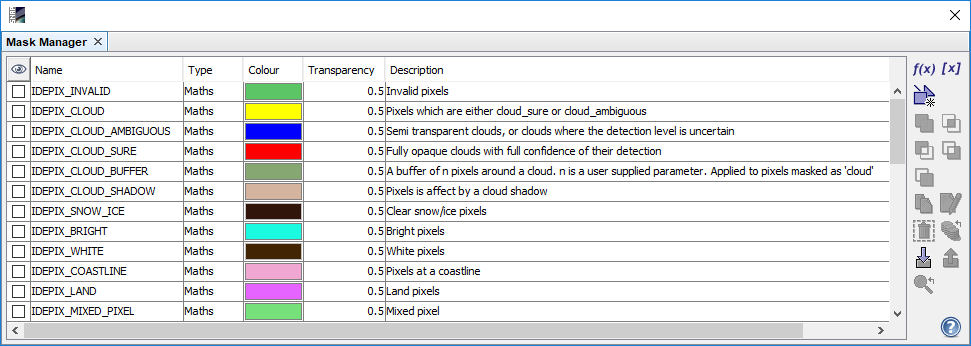 Mask Manager
Name Type Colour Transparency Description
IDEPIX_INVALID Maths 0.5 Invalid pixels
IDEPIX_CLOUD Maths 0.5 Pixels which are either cloud_sure or cloud_ambiguous
IDEPIX_CLOUD_AMBIGUOUS Maths 0.5 Semi transparent clouds, or clouds where the detection level is uncertain
IDEPIX_CLOUD_SURE Maths 0.5 Fully opaque clouds with full confidence of their detection
IDEPIX_CLOUD_BUFFER Maths 0.5 A buffer of n pixels around a cloud. n is a user supplied parameter. Applied to pixels masked as 'cloud'
IDEPIX_CLOUD_SHADOW Maths 0.5 Pixels is affect by a cloud shadow
IDEPIX_SNOW_ICE Maths 0.5 Clear snow/ice pixels
IDEPIX_BRIGHT Maths 0.5 Bright pixels
IDEPIX_WHITE Maths 0.5 White pixels
IDEPIX_COASTLINE Maths 0.5 Pixels at a coastline
IDEPIX_LAND Maths 0.5 Land pixels
IDEPIX_MIXED_PIXEL Maths 0.5 Mixed pixel
f(x) [x]
?